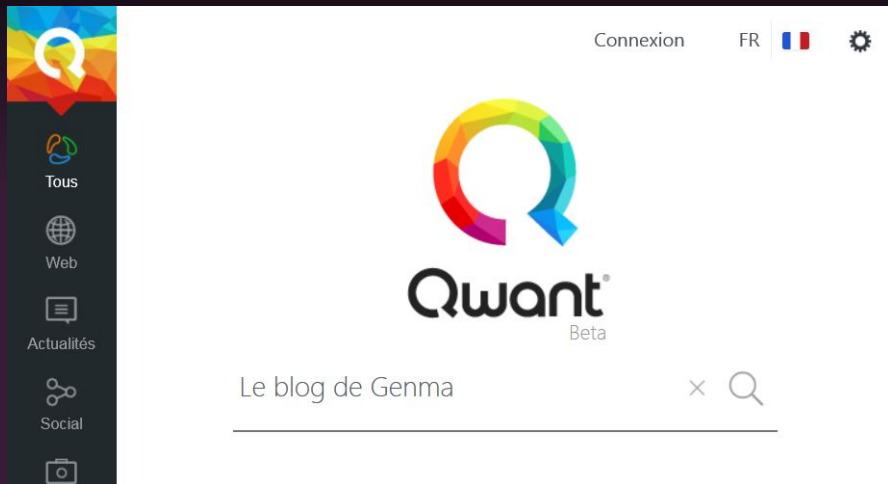 Connexion
FR
Tous
Web
Actualités
Social
Qwant®
Beta
Le blog de Genma